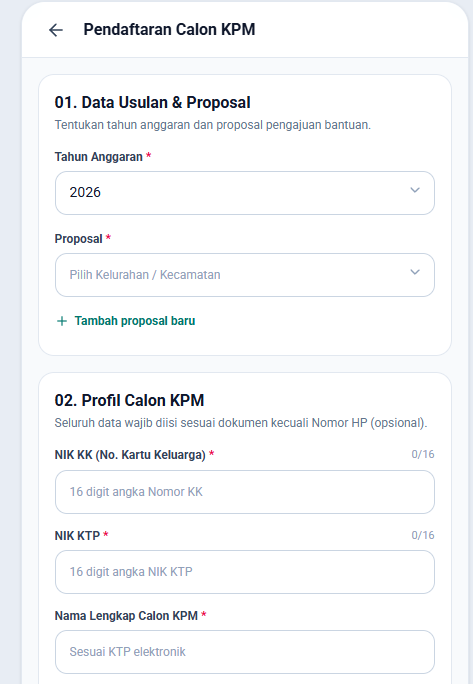 Pendaftaran Calon KPM
01. Data Usulan & Proposal
Tentukan tahun anggaran dan proposal pengajuan bantuan.
Tahun Anggaran *
2026
Proposal *
Pilih Kelurahan / Kecamatan
+ Tambah proposal baru
02. Profil Calon KPM
Seluruh data wajib diisi sesuai dokumen kecuali Nomor HP (opsional).
NIK KK (No. Kartu Keluarga) * 0/16
16 digit angka Nomor KK
NIK KTP * 0/16
16 digit angka NIK KTP
Nama Lengkap Calon KPM *
Sesuai KTP elektronik